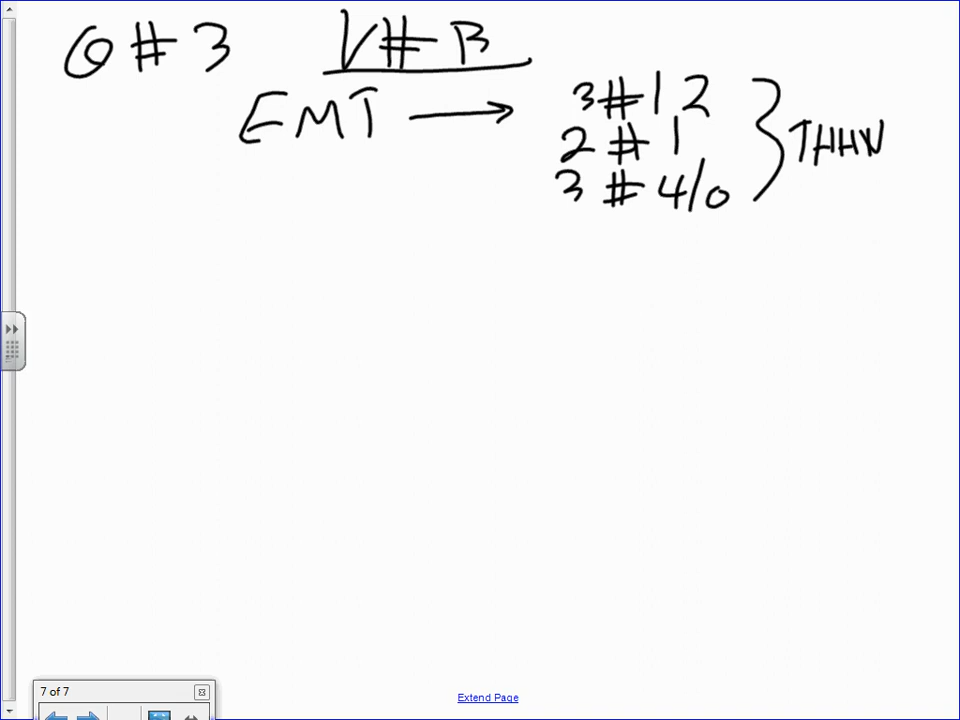 Q # 3 V# B
EMT → 3#12
2 # 1
3 # 4/0
THHN
7 of 7
Extend Page